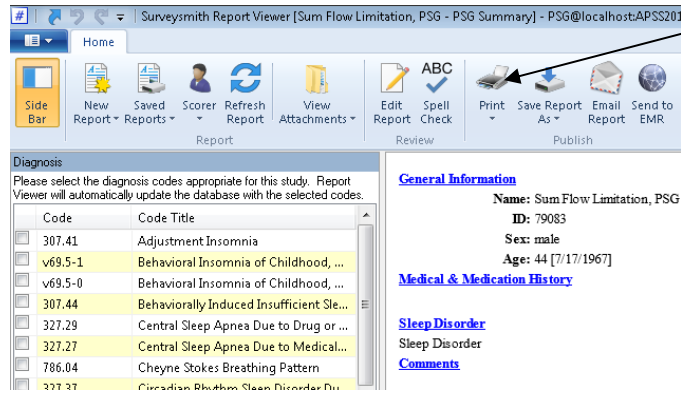 # Surveysmith Report Viewer [Sum Flow Limitation, PSG - PSG Summary] - PSG@localhost:APSS201
Home
Side Bar New Report Saved Reports Scorer Refresh Report View Attachments Edit Report ABC Spell Check Print Save Report As Email Report Send to EMR
Report Review Publish
Diagnosis
Please select the diagnosis codes appropriate for this study. Report
Viewer will automatically update the database with the selected codes.
Code Code Title
307.41 Adjustment Insomnia
v69.5-1 Behavioral Insomnia of Childhood, ...
v69.5-0 Behavioral Insomnia of Childhood, ...
307.44 Behaviorally Induced Insufficient Sle...
327.29 Central Sleep Apnea Due to Drug or ...
327.27 Central Sleep Apnea Due to Medical...
786.04 Cheyne Stokes Breathing Pattern
327.37 Circadian Rhythm Sleep Disorder Du
General Information
Name: Sum Flow Limitation, PSG
ID: 79083
Sex: male
Age: 44 [7/17/1967]
Medical & Medication History
Sleep Disorder
Sleep Disorder
Comments